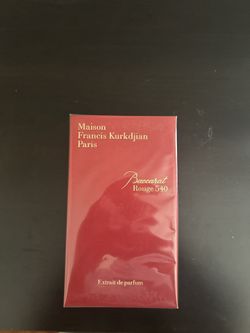 Maison
Francis Kurkdjian
Paris
Baccarat
Rouge 540
Extrait de parfum